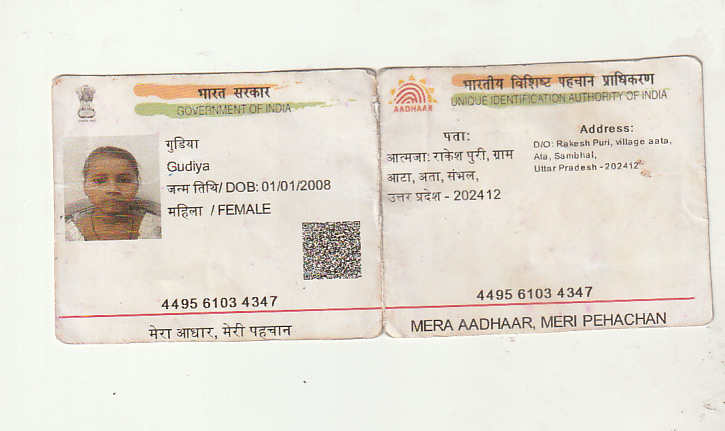 भारत सरकार
GOVERNMENT OF INDIA
गुडिया
Gudiya
जन्म तिथि/ DOB: 01/01/2008
महिला / FEMALE
4495 6103 4347
मेरा आधार, मेरी पहचान
भारतीय विशिष्ट पहचान प्राधिकरण
UNIQUE IDENTIFICATION AUTHORITY OF INDIA
AADHAAR
पता:
आत्मजा: राकेश पुरी, ग्राम
आटा, अता, संभल,
उत्तर प्रदेश - 202412
Address:
D/O: Rakesh Puri, village aata,
Ata, Sambhal,
Uttar Pradesh - 202412
4495 6103 4347
MERA AADHAAR, MERI PEHACHAN